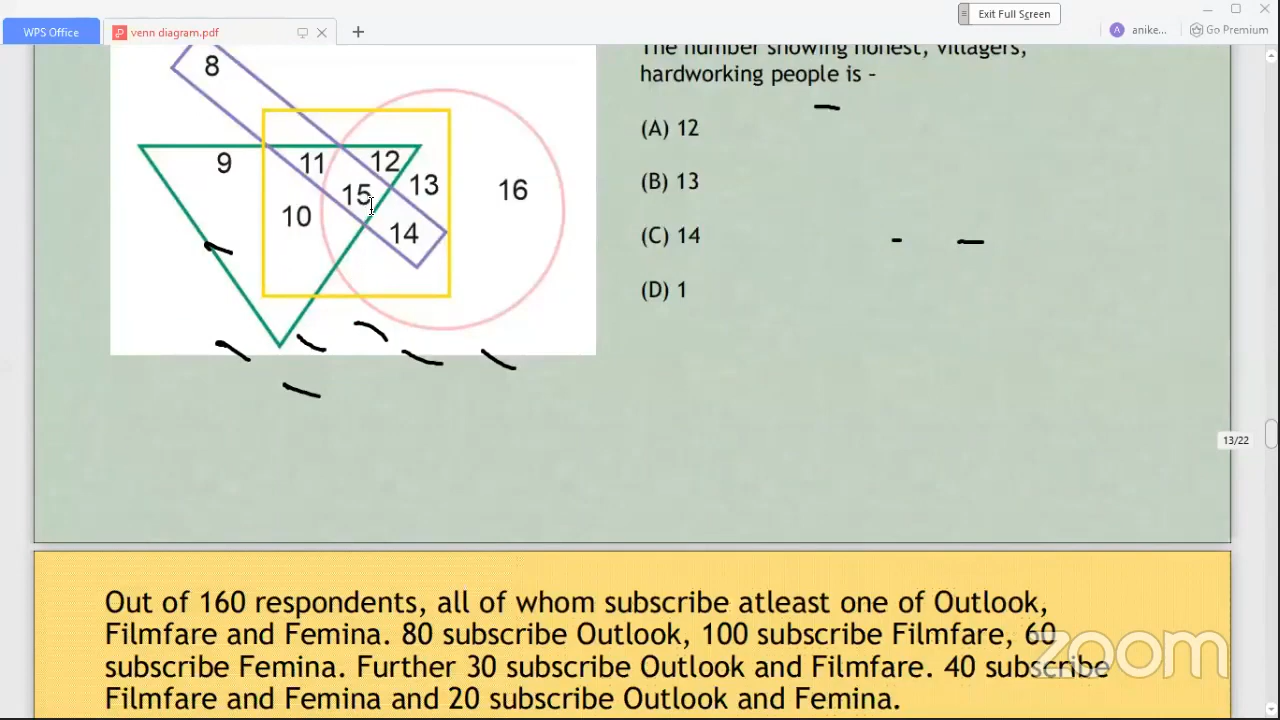 Exit Full Screen
WPS Office
venn diagram.pdf
A
anike...
Go Premium
The number showing honest, villagers,
hardworking people is -
8
9
11
12
13
15
10
14
16
(A) 12
(B) 13
(C) 14
(D) 1
13/22
Out of 160 respondents, all of whom subscribe atleast one of Outlook,
Filmfare and Femina. 80 subscribe Outlook, 100 subscribe Filmfare, 60
subscribe Femina. Further 30 subscribe Outlook and Filmfare. 40 subscribe
Filmfare and Femina and 20 subscribe Outlook and Femina.
zoom